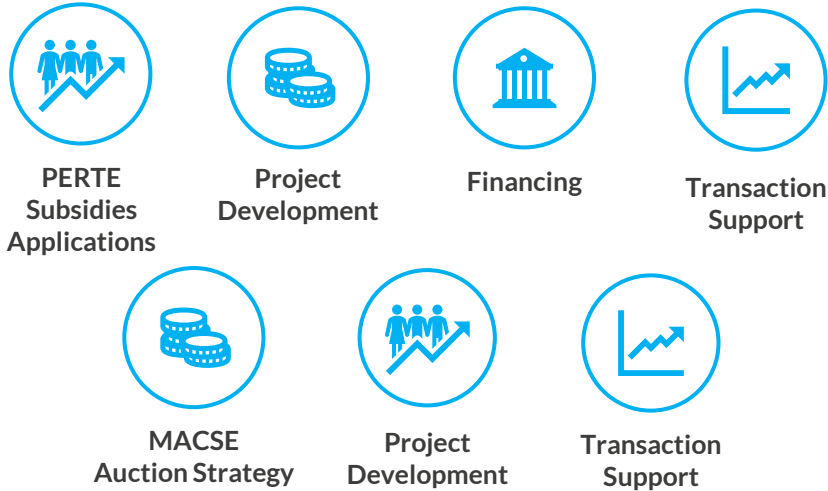 PERTE
Subsidies
Applications
Project
Development
Financing
Transaction
Support
MACSE
Auction Strategy
Project
Development
Transaction
Support